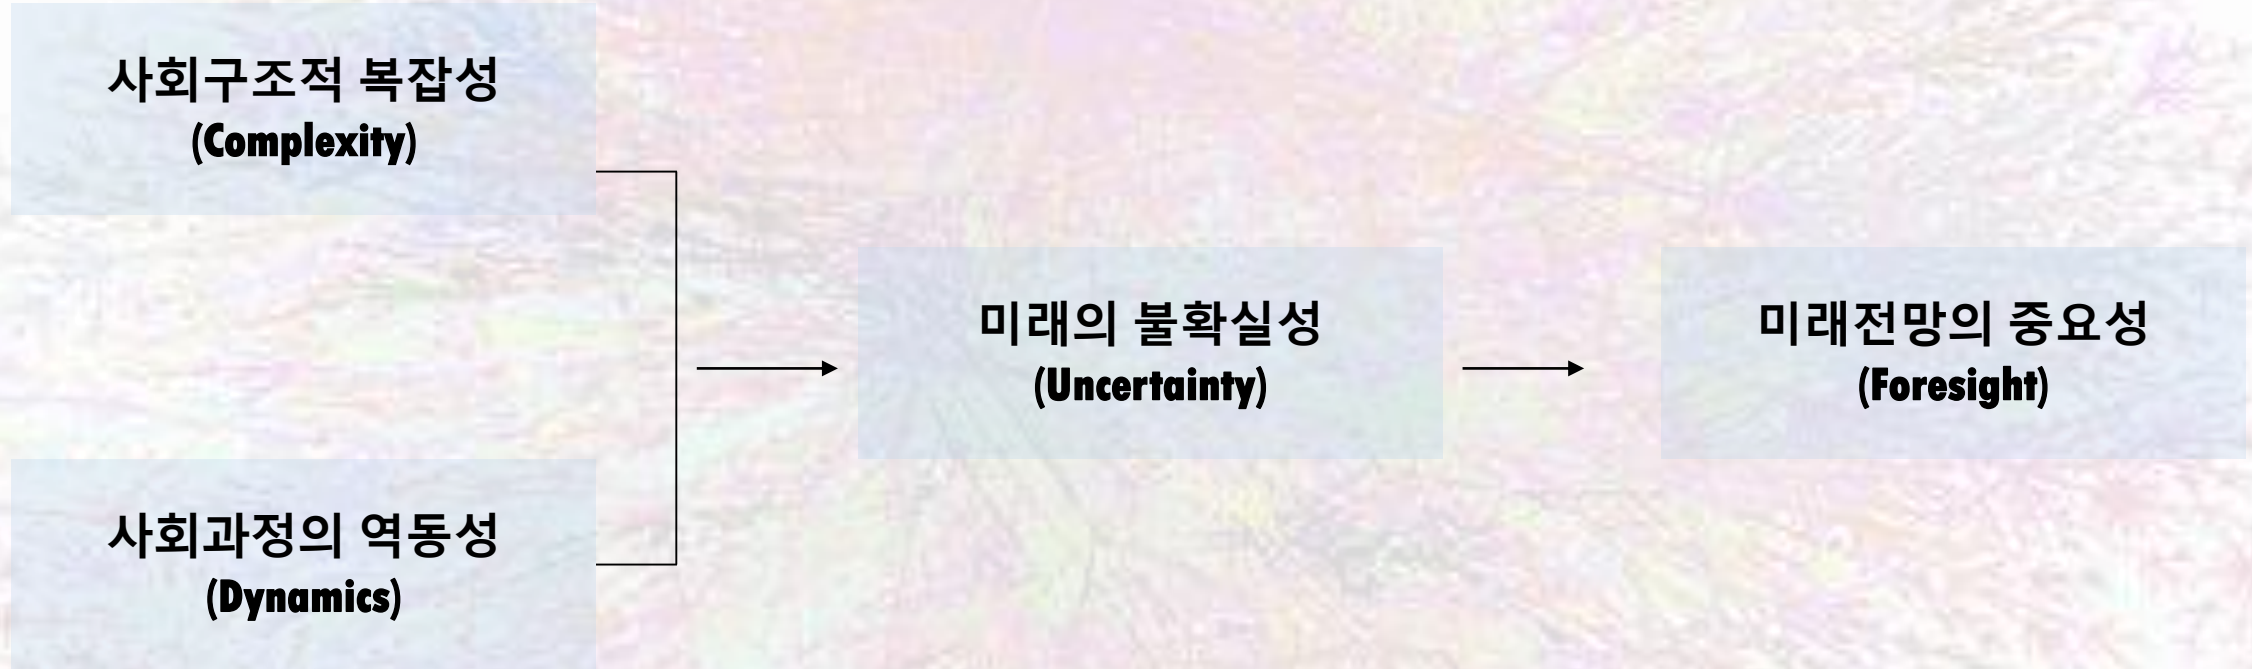 사회구조적 복잡성
(Complexity)
사회과정의 역동성
(Dynamics)
미래의 불확실성
(Uncertainty)
미래전망의 중요성
(Foresight)